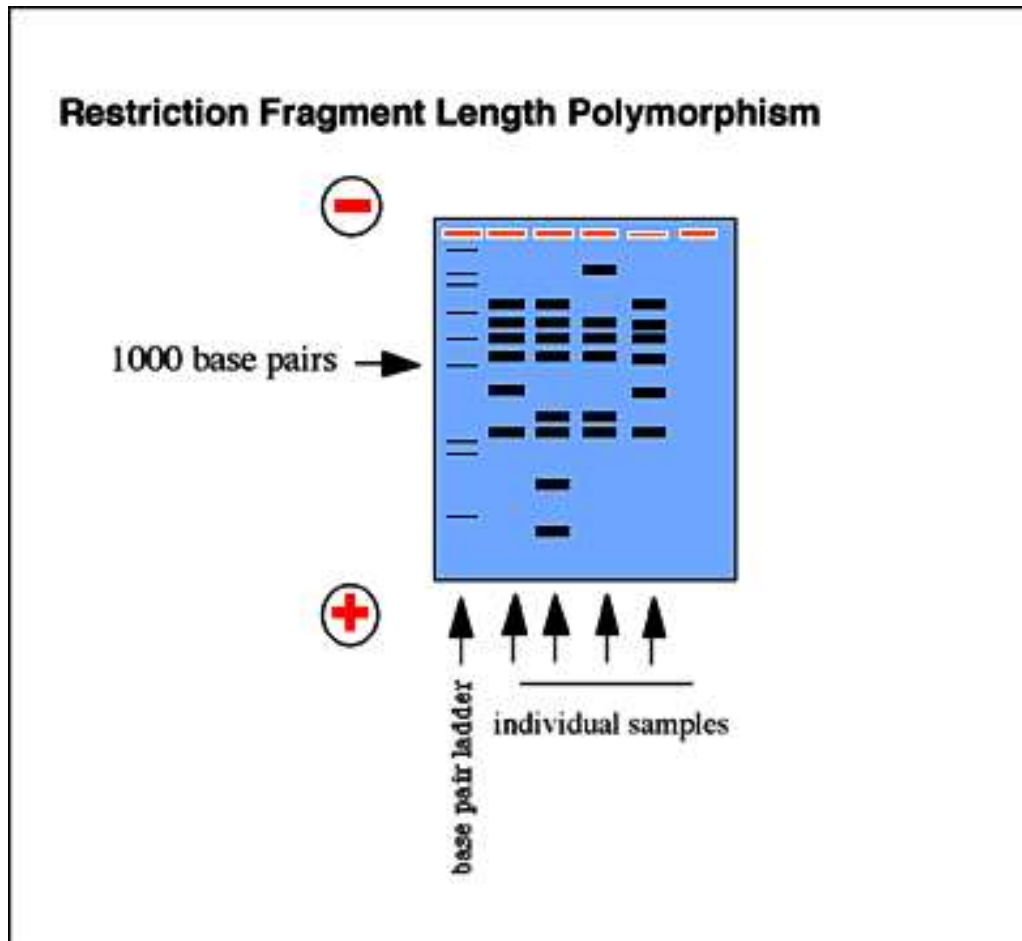 Restriction Fragment Length Polymorphism
1000 base pairs
individual samples
base pair ladder